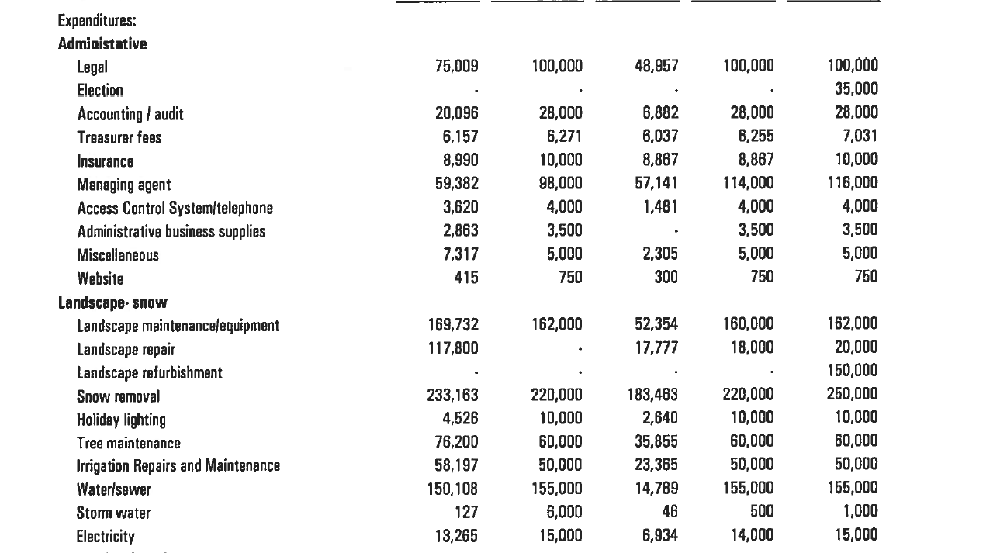 Expenditures:
Administative
Legal 75,009 100,000 48,957 100,000 100,000
Election - - - - 35,000
Accounting / audit 20,096 28,000 6,882 28,000 28,000
Treasurer fees 6,157 6,271 6,037 6,255 7,031
Insurance 8,990 10,000 8,867 8,867 10,000
Managing agent 59,382 98,000 57,141 114,000 116,000
Access Control System/telephone 3,620 4,000 1,481 4,000 4,000
Administrative business supplies 2,863 3,500 - 3,500 3,500
Miscellaneous 7,317 5,000 2,305 5,000 5,000
Website 415 750 300 750 750
Landscape- snow
Landscape maintenance/equipment 169,732 162,000 52,354 160,000 162,000
Landscape repair 117,800 - 17,777 18,000 20,000
Landscape refurbishment - - - - 150,000
Snow removal 233,163 220,000 183,463 220,000 250,000
Holiday lighting 4,526 10,000 2,640 10,000 10,000
Tree maintenance 76,200 60,000 35,855 60,000 60,000
Irrigation Repairs and Maintenance 58,197 50,000 23,365 50,000 50,000
Water/sewer 150,108 155,000 14,789 155,000 155,000
Storm water 127 6,000 46 500 1,000
Electricity 13,265 15,000 6,934 14,000 15,000